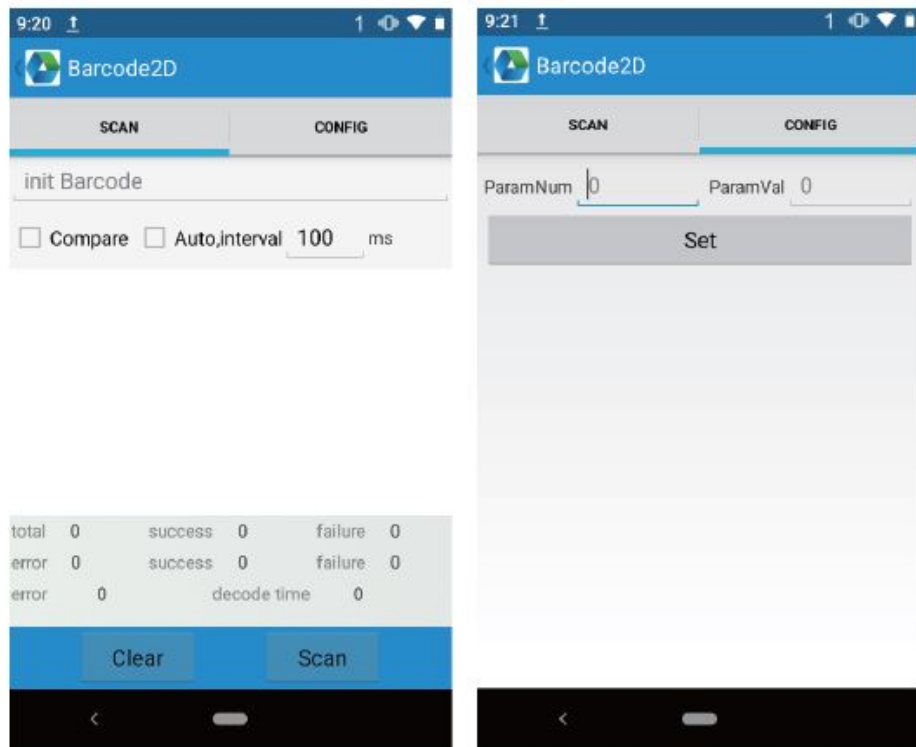 9:20 1
Barcode2D
SCAN CONFIG
init Barcode
Compare Auto,interval 100 ms
total 0 success 0 failure 0
error 0 success 0 failure 0
error 0 decode time 0
Clear Scan
9:21 1
Barcode2D
SCAN CONFIG
ParamNum 0 ParamVal 0
Set